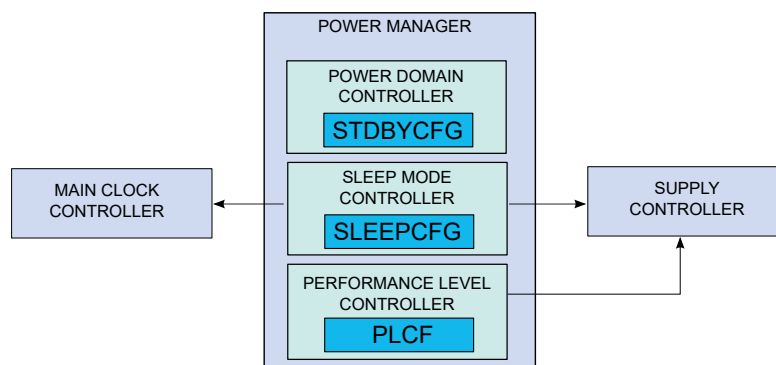 POWER MANAGER
POWER DOMAIN
CONTROLLER
STDBYCFG
SLEEP MODE
CONTROLLER
SLEEPCFG
PERFORMANCE LEVEL
CONTROLLER
PLCF
MAIN CLOCK
CONTROLLER
SUPPLY
CONTROLLER